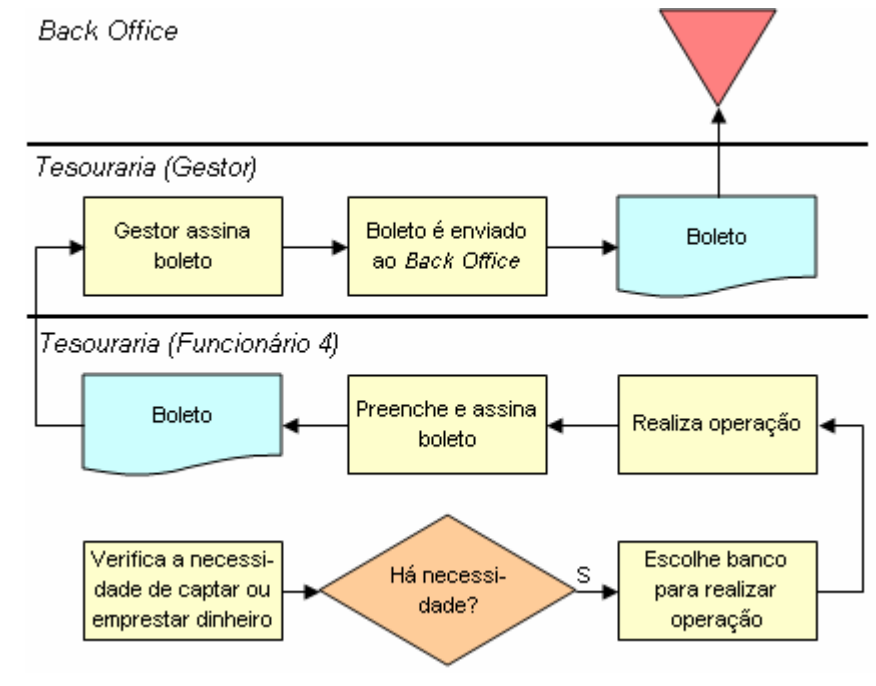 Back Office
Tesouraria (Gestor)
Gestor assina
boleto
Boleto é enviado
ao Back Office
Boleto
Tesouraria (Funcionário 4)
Boleto
Preenche e assina
boleto
Realiza operação
Verifica a necessi-
dade de captar ou
emprestar dinheiro
Há necessi-
dade?
S
Escolhe banco
para realizar
operação